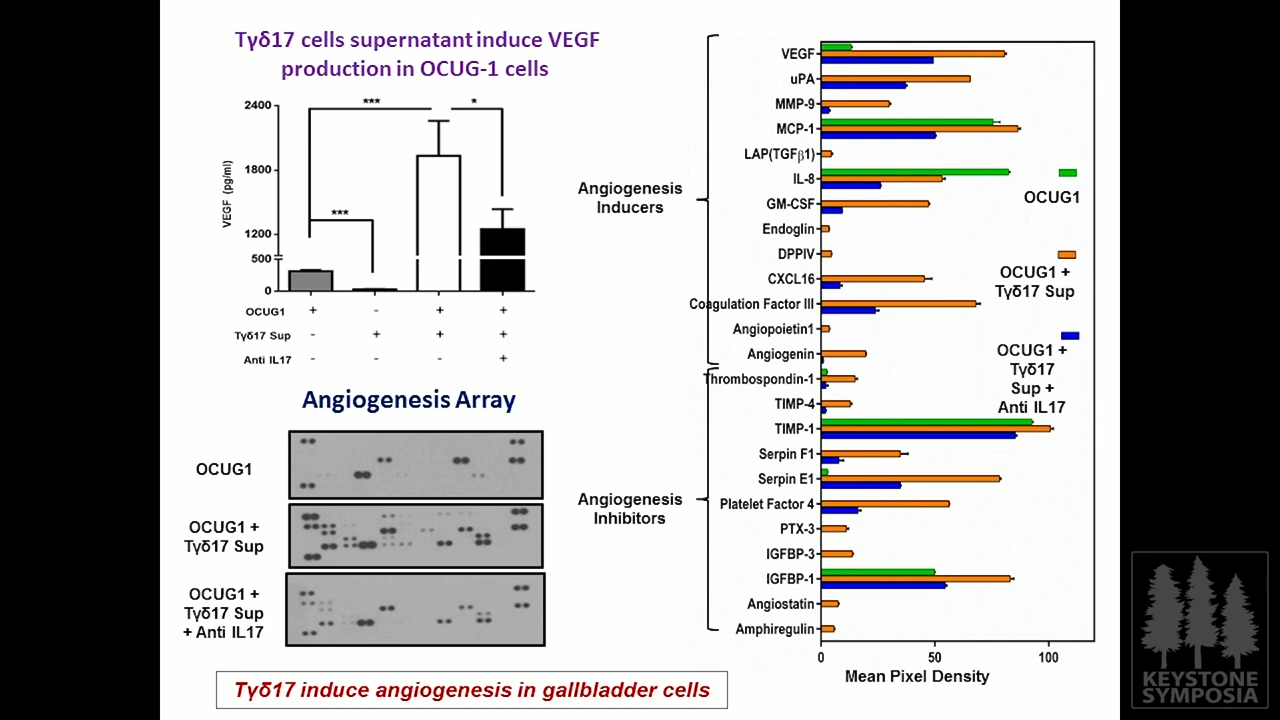 Tγδ17 cells supernatant induce VEGF
production in OCUG-1 cells
2400
1800
1200
500
0
VEGF (pg/ml)
***
*
***
OCUG1 + - + +
Tγδ17 Sup - + + +
Anti IL17 - - - +
Angiogenesis Array
OCUG1
OCUG1 +
Tγδ17 Sup
OCUG1 +
Tγδ17 Sup
+ Anti IL17
Tγδ17 induce angiogenesis in gallbladder cells
Angiogenesis
Inducers
Angiogenesis
Inhibitors
VEGF
uPA
MMP-9
MCP-1
LAP(TGFβ1)
IL-8
GM-CSF
Endoglin
DPPIV
CXCL16
Coagulation Factor III
Angiopoietin1
Angiogenin
Thrombospondin-1
TIMP-4
TIMP-1
Serpin F1
Serpin E1
Platelet Factor 4
PTX-3
IGFBP-3
IGFBP-1
Angiostatin
Amphiregulin
0 50 100
Mean Pixel Density
OCUG1
OCUG1 +
Tγδ17 Sup
OCUG1 +
Tγδ17
Sup +
Anti IL17
KEYSTONE
SYMPOSIA